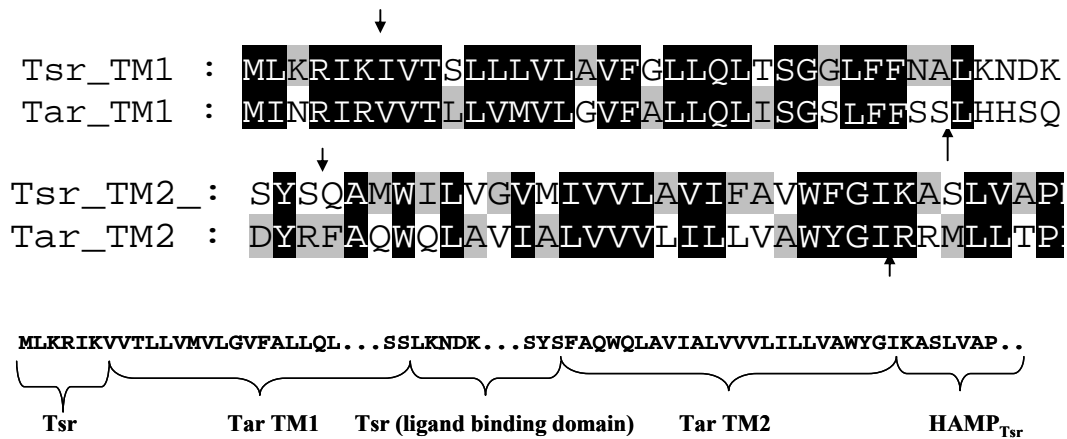 Tsr_TM1 : MLKRIKIVTSLLLVLAVFGLLQLTSGGLFFNALKNDK
Tar_TM1 : MINRIRVVTLLVMVLGVFALLQLISGSLFFSSLHHSQ
Tsr_TM2_: SYSQAMWILVGVMIVVLAVIFAVWFGIKASLVAP
Tar_TM2 : DYRFAQWQLAVIALVVVLILLVAWYGIRRMLLTP
MLKRIKVVTLLVMVLGVFALLQL...SSLKNDK...SYSFAQWQLAVIALVVVLILLVAWYGIKASLVAP..
Tsr Tar TM1 Tsr (ligand binding domain) Tar TM2 HAMPTsr